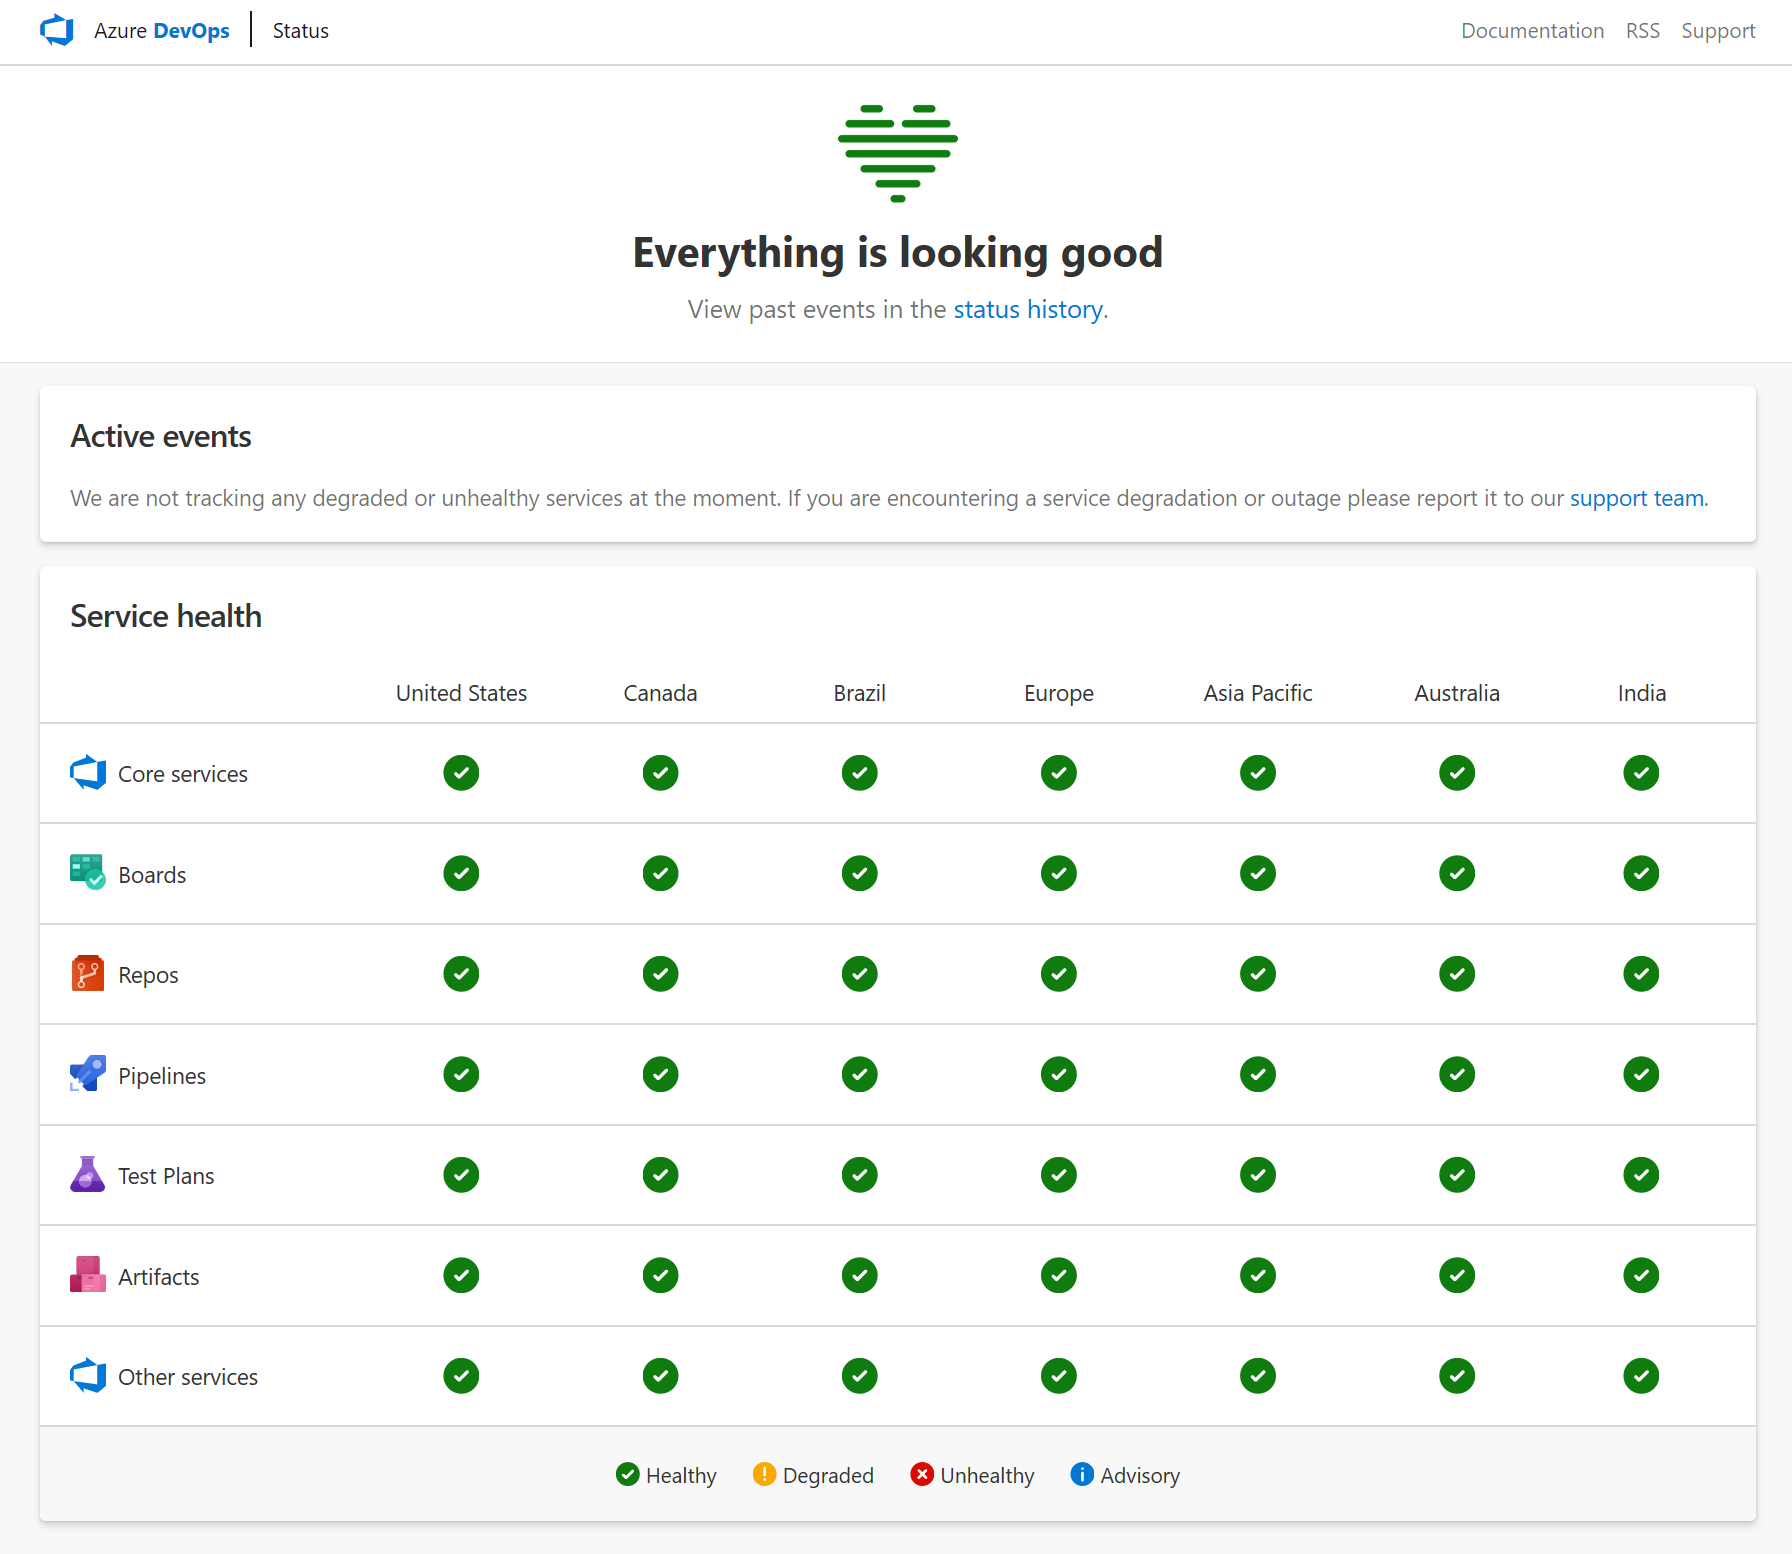 Azure DevOps Status Documentation RSS Support
Everything is looking good
View past events in the status history.
Active events
We are not tracking any degraded or unhealthy services at the moment. If you are encountering a service degradation or outage please report it to our support team.
Service health
United States Canada Brazil Europe Asia Pacific Australia India
Core services
Boards
Repos
Pipelines
Test Plans
Artifacts
Other services
Healthy Degraded Unhealthy Advisory